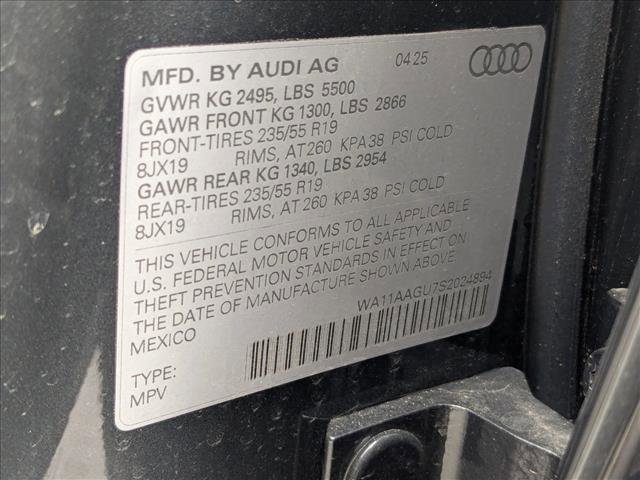 MFD. BY AUDI AG 04 25
GVWR KG 2495, LBS 5500
GAWR FRONT KG 1300, LBS 2866
FRONT-TIRES 235/55 R19
8JX19 RIMS, AT 260 KPA 38 PSI COLD
GAWR REAR KG 1340, LBS 2954
REAR-TIRES 235/55 R19
8JX19 RIMS, AT 260 KPA 38 PSI COLD
THIS VEHICLE CONFORMS TO ALL APPLICABLE
U.S. FEDERAL MOTOR VEHICLE SAFETY AND
THEFT PREVENTION STANDARDS IN EFFECT ON
THE DATE OF MANUFACTURE SHOWN ABOVE
MEXICO
WA11AAGU7S2024894
TYPE:
MPV